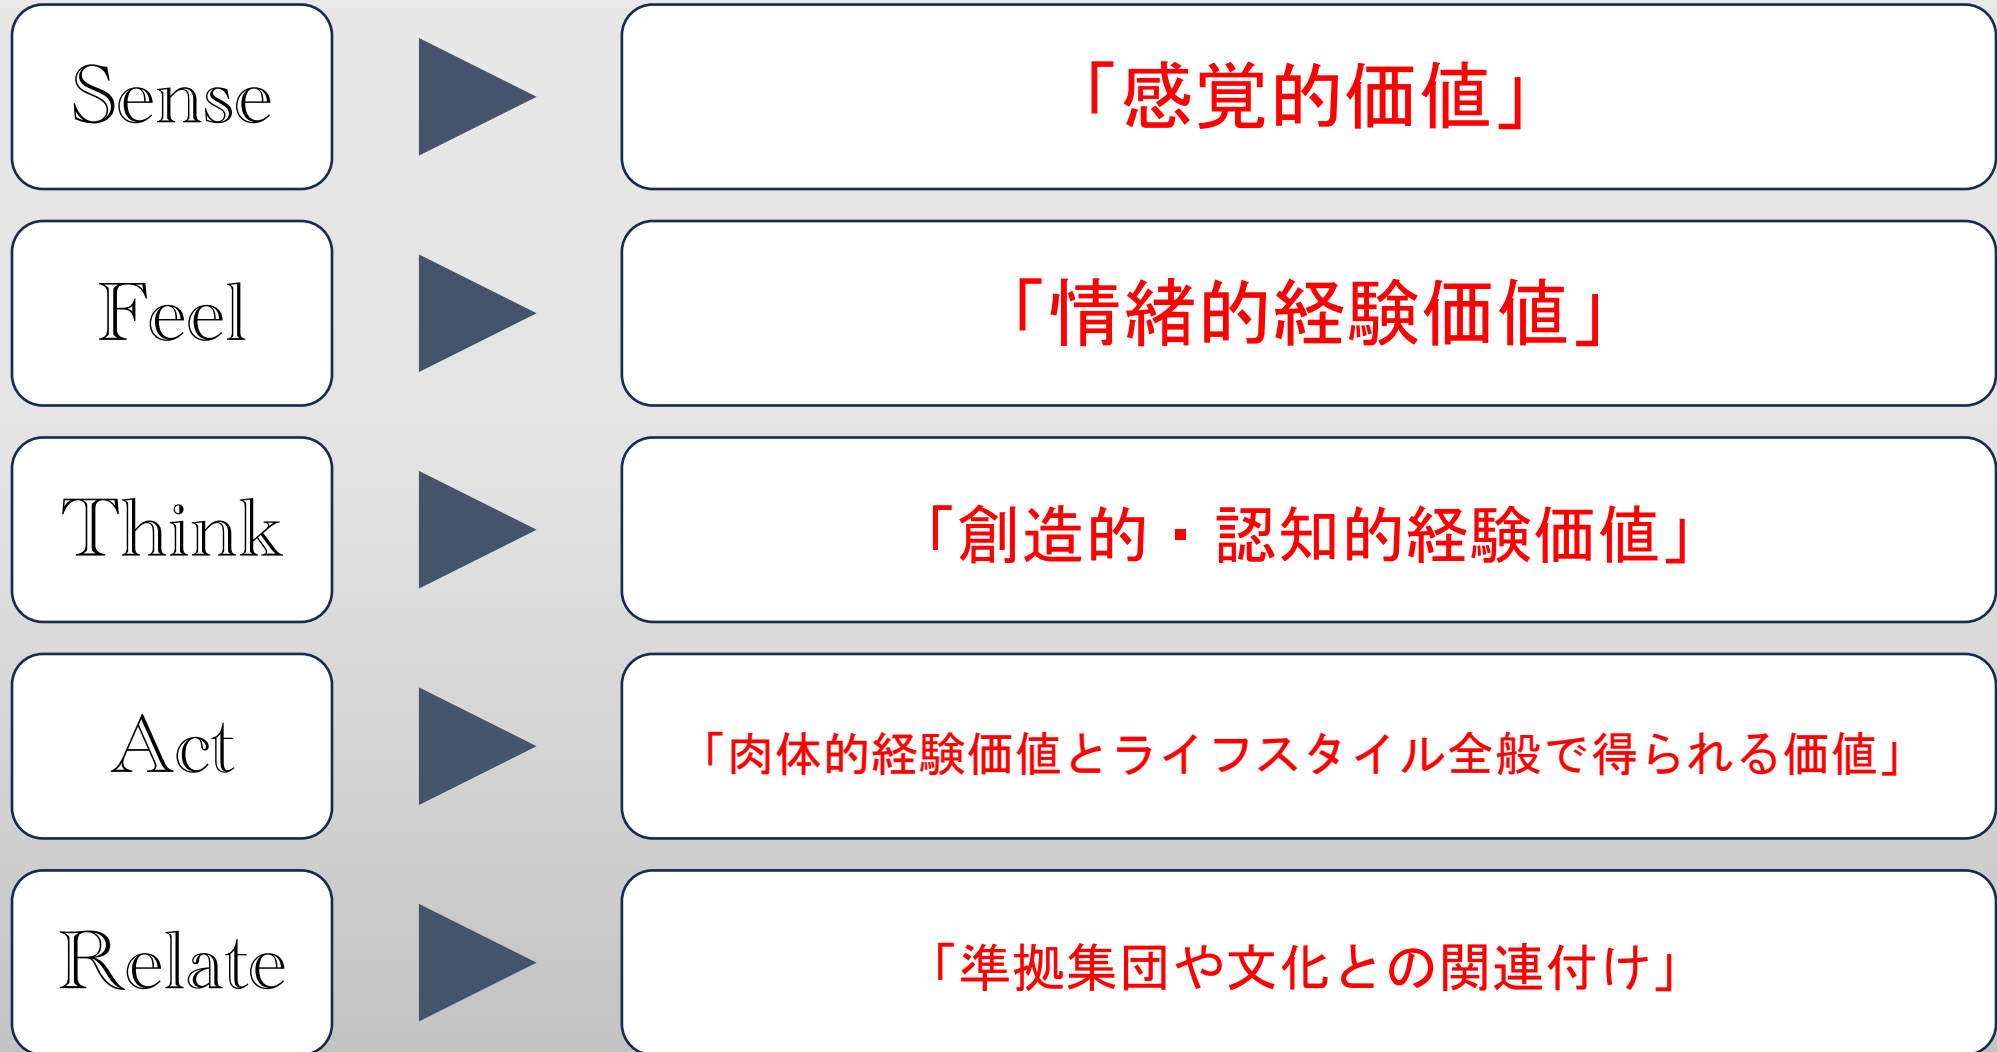 Sense
「感覚的価値」
Feel
「情緒的経験価値」
Think
「創造的・認知的経験価値」
Act
「肉体的経験価値とライフスタイル全般で得られる価値」
Relate
「準拠集団や文化との関連付け」